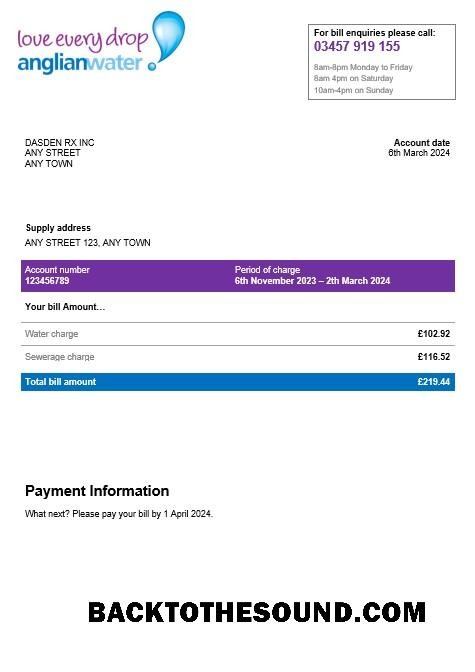 love every drop
anglianwater
For bill enquiries please call:
03457 919 155
8am-8pm Monday to Friday
8am 4pm on Saturday
10am-4pm on Sunday
DASDEN RX INC
ANY STREET
ANY TOWN
Account date
6th March 2024
Supply address
ANY STREET 123, ANY TOWN
Account number Period of charge
123456789 6th November 2023 – 2th March 2024
Your bill Amount…
Water charge £102.92
Sewerage charge £116.52
Total bill amount £219.44
Payment Information
What next? Please pay your bill by 1 April 2024.
BACKTOTHESOUND.COM